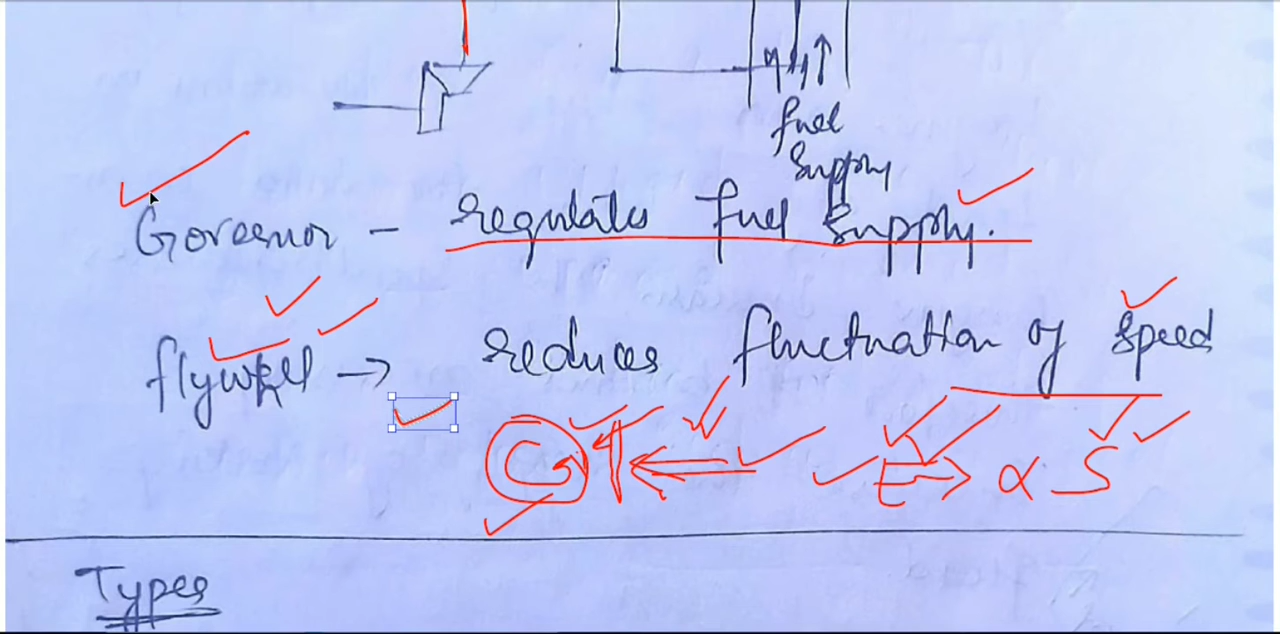 fuel
supply
Governor - regulates fuel supply.
flywheel → reduces fluctuation of speed
E → α S
Types